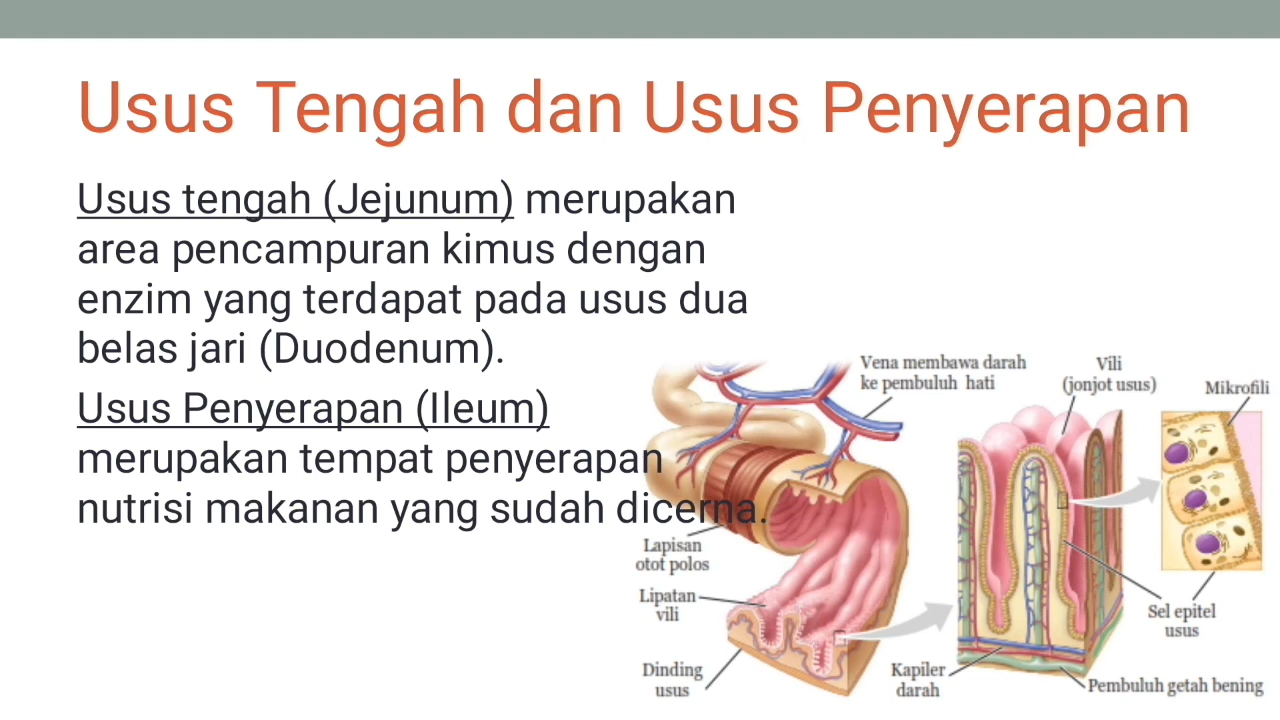 Usus Tengah dan Usus Penyerapan
Usus tengah (Jejunum) merupakan
area pencampuran kimus dengan
enzim yang terdapat pada usus dua
belas jari (Duodenum).
Usus Penyerapan (Ileum)
merupakan tempat penyerapan
nutrisi makanan yang sudah dicerna.
Vena membawa darah
ke pembuluh hati
Vili
(jonjot usus)
Mikrofili
Lapisan
otot polos
Lipatan
vili
Dinding
usus
Kapiler
darah
Sel epitel
usus
Pembuluh getah bening